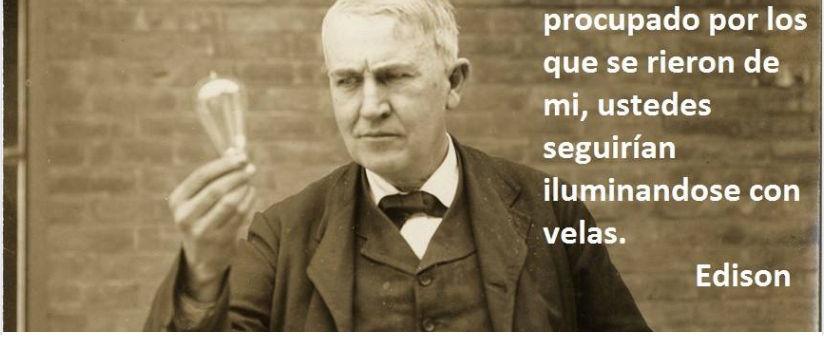 procupado por los
que se rieron de
mi, ustedes
seguirían
iluminandose con
velas.
Edison